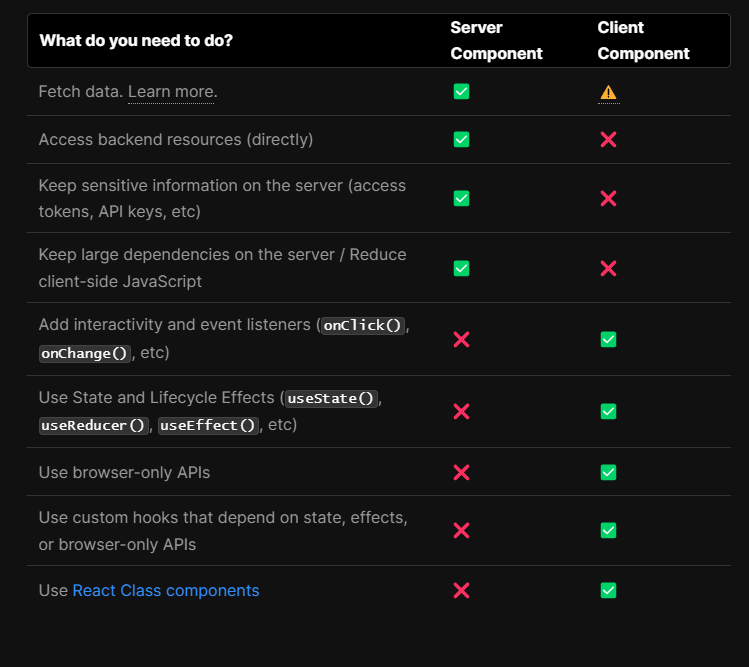 What do you need to do?
Server
Component
Client
Component
Fetch data. Learn more.
Access backend resources (directly)
Keep sensitive information on the server (access
tokens, API keys, etc)
Keep large dependencies on the server / Reduce
client-side JavaScript
Add interactivity and event listeners (onClick(),
onChange(), etc)
Use State and Lifecycle Effects (useState(),
useReducer(), useEffect(), etc)
Use browser-only APIs
Use custom hooks that depend on state, effects,
or browser-only APIs
Use React Class components